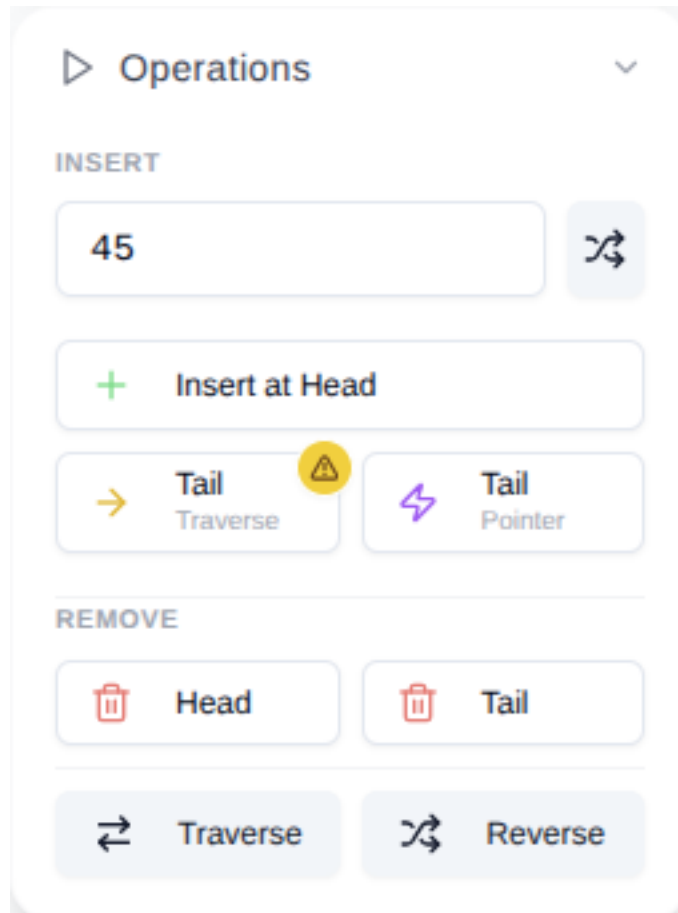 Operations
INSERT
45
Insert at Head
Tail
Traverse
Tail
Pointer
REMOVE
Head
Tail
Traverse
Reverse